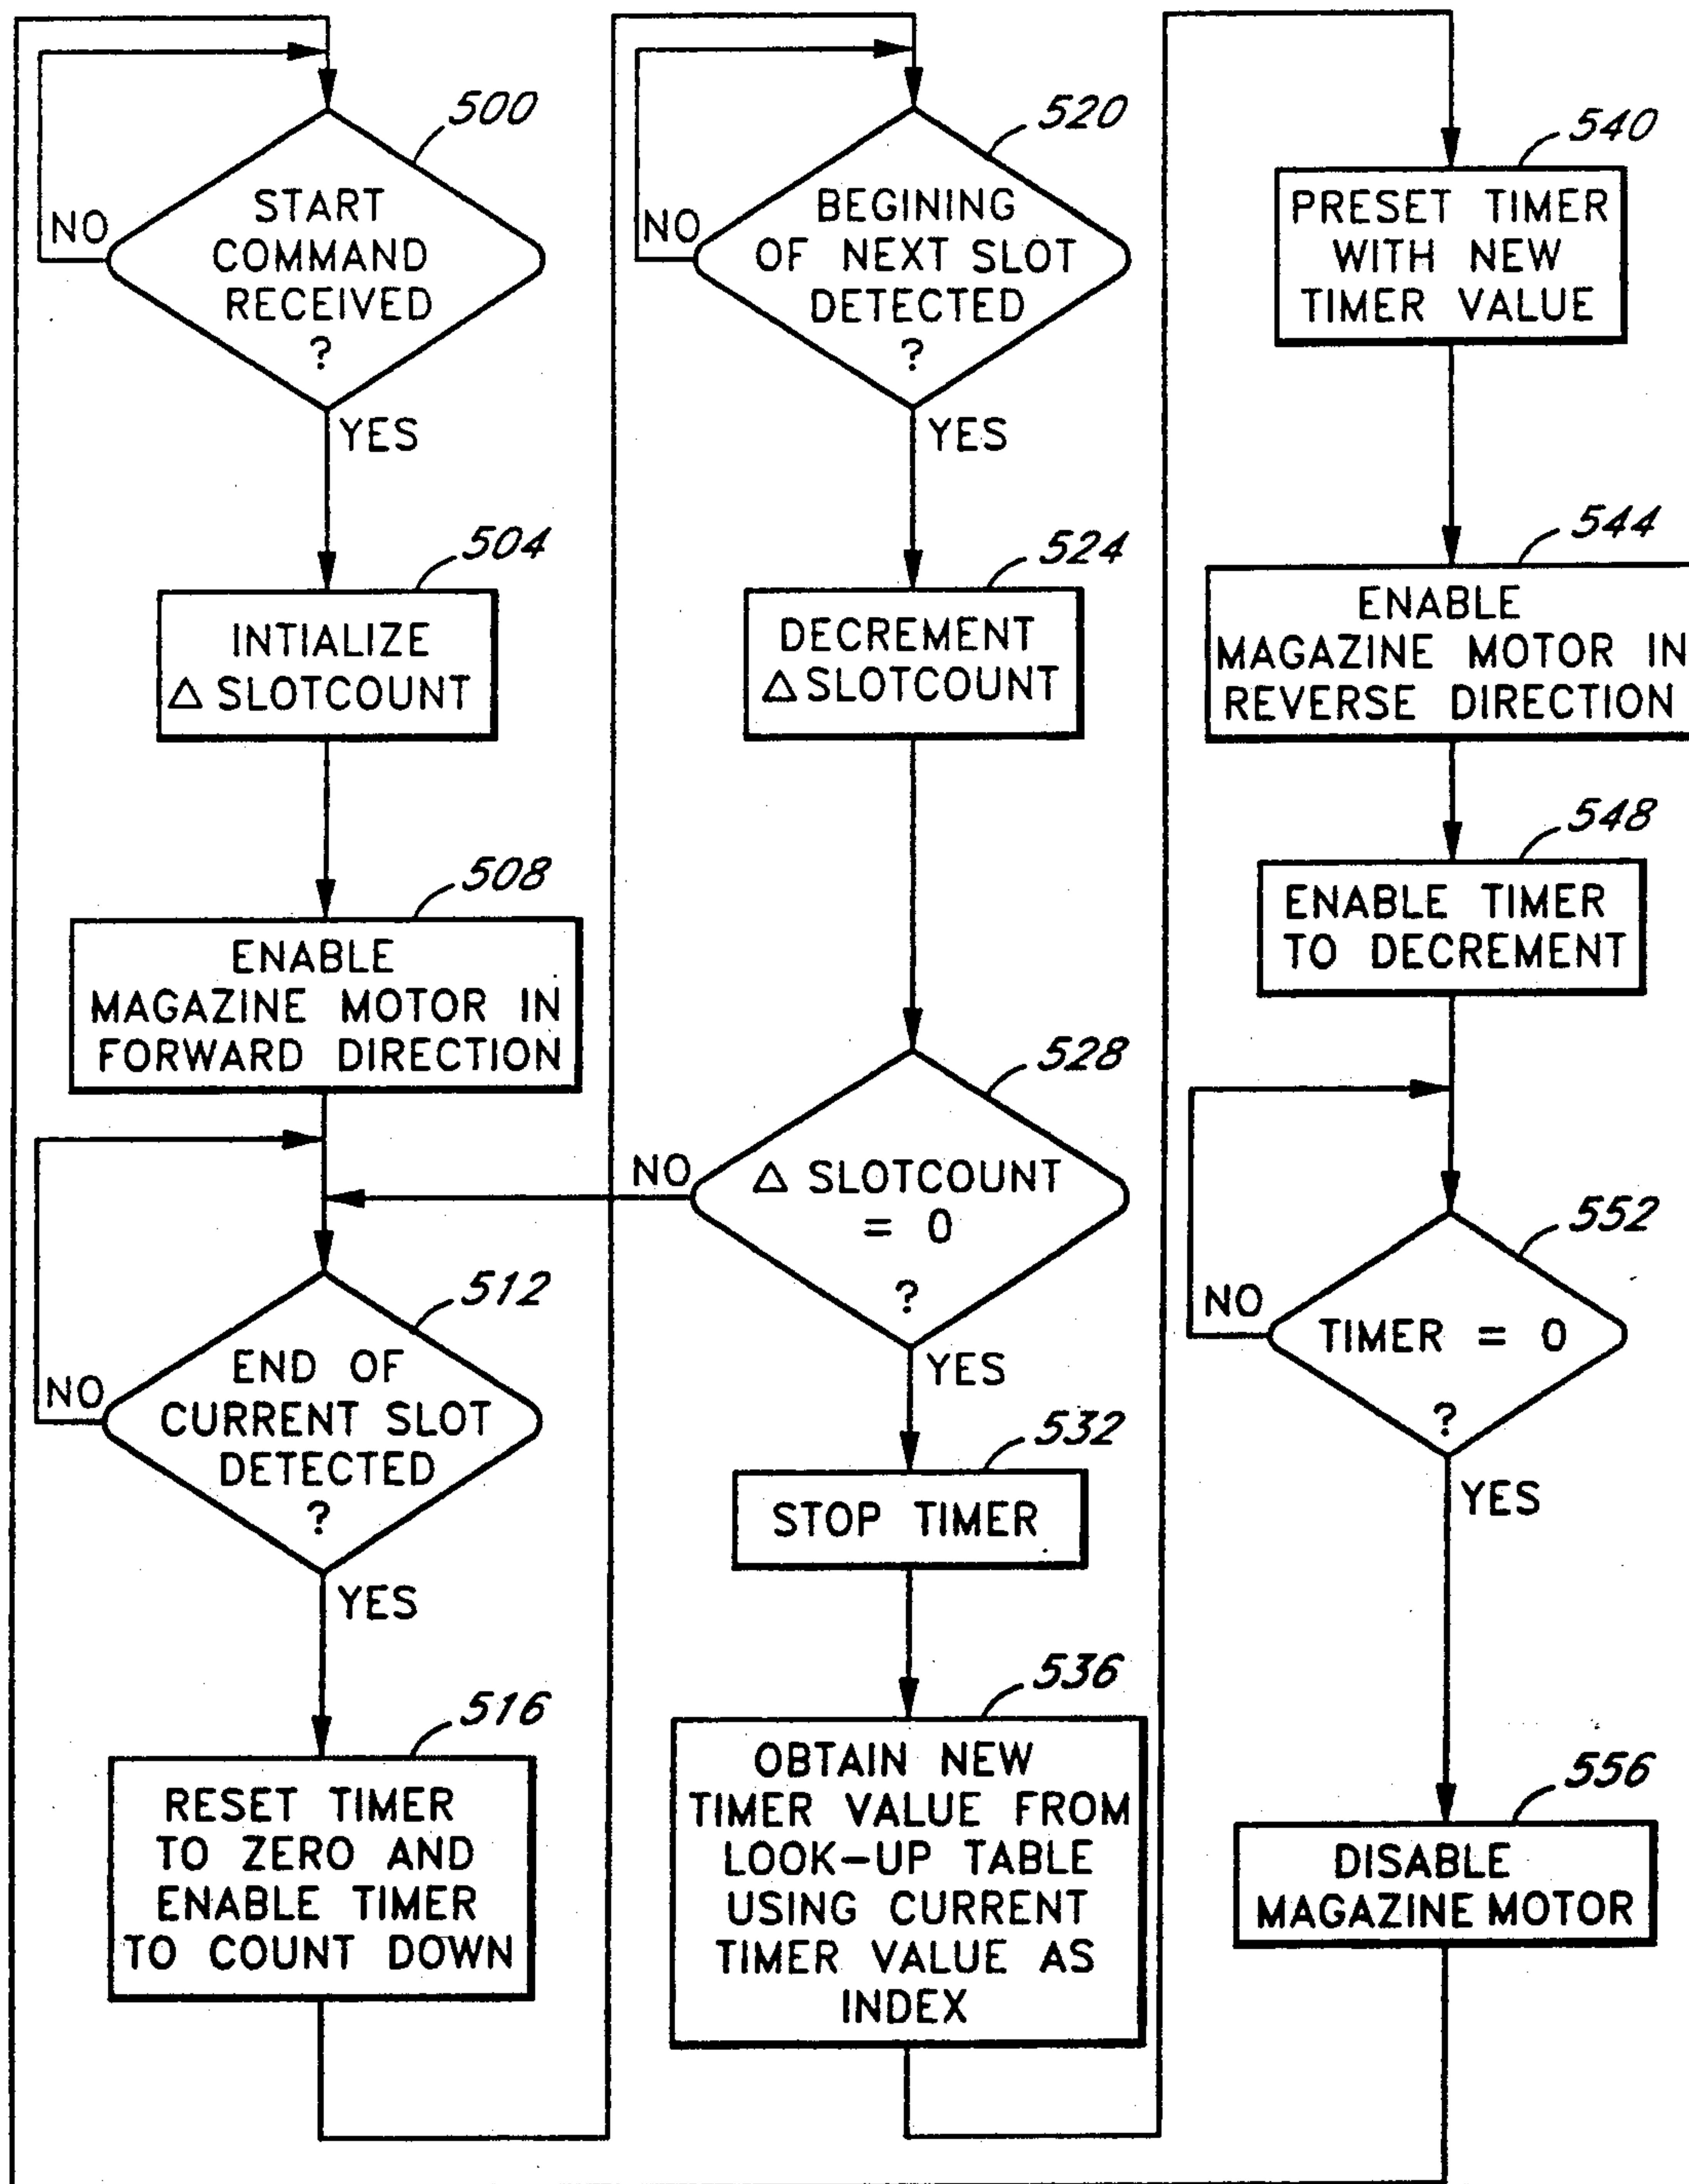 500
START
COMMAND
RECEIVED
?
NO
YES
504
INTIALIZE
△ SLOTCOUNT
508
ENABLE
MAGAZINE MOTOR IN
FORWARD DIRECTION
512
END OF
CURRENT SLOT
DETECTED
?
NO
YES
516
RESET TIMER
TO ZERO AND
ENABLE TIMER
TO COUNT DOWN
520
BEGINING
OF NEXT SLOT
DETECTED
?
NO
YES
524
DECREMENT
△ SLOTCOUNT
528
△ SLOTCOUNT
= 0
?
NO
YES
532
STOP TIMER
536
OBTAIN NEW
TIMER VALUE FROM
LOOK-UP TABLE
USING CURRENT
TIMER VALUE AS
INDEX
540
PRESET TIMER
WITH NEW
TIMER VALUE
544
ENABLE
MAGAZINE MOTOR IN
REVERSE DIRECTION
548
ENABLE TIMER
TO DECREMENT
552
TIMER = 0
?
NO
YES
556
DISABLE
MAGAZINE MOTOR